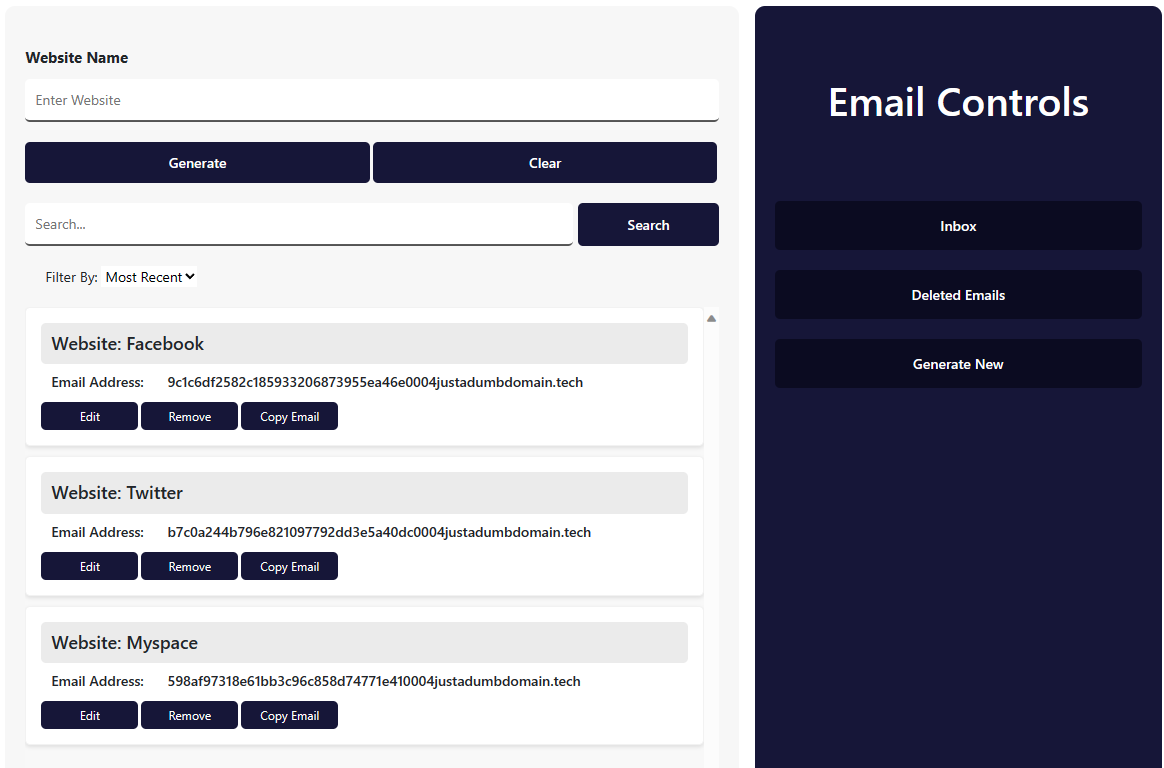 Website Name
Enter Website
Generate Clear
Search... Search
Filter By: Most Recent
Website: Facebook
Email Address: 9c1c6df2582c185933206873955ea46e0004justadumbdomain.tech
Edit Remove Copy Email
Website: Twitter
Email Address: b7c0a244b796e821097792dd3e5a40dc0004justadumbdomain.tech
Edit Remove Copy Email
Website: Myspace
Email Address: 598af97318e61bb3c96c858d74771e410004justadumbdomain.tech
Edit Remove Copy Email
Email Controls
Inbox
Deleted Emails
Generate New